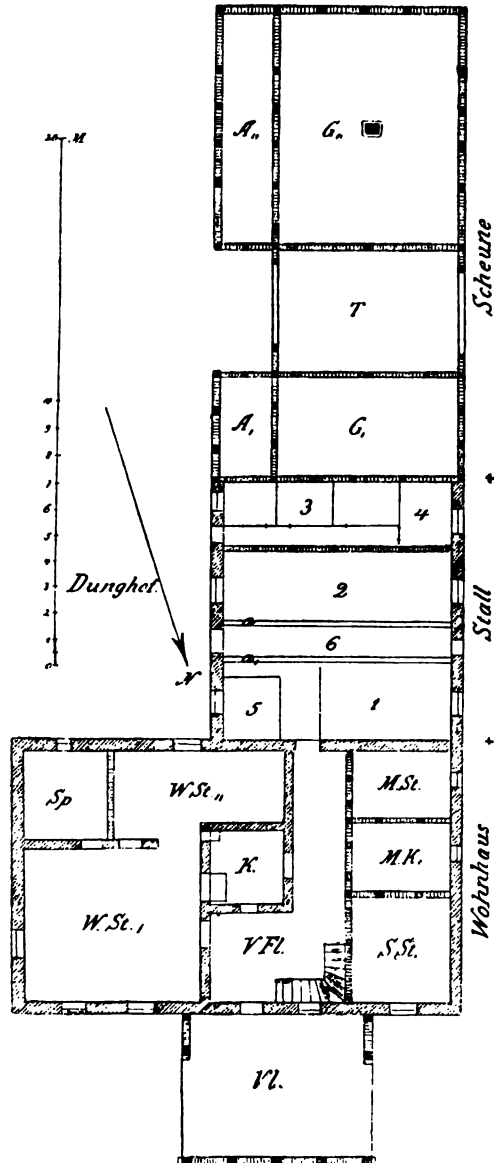 20 M
A,,
G,,
Scheune
T
A,
G,
10
9
8
7
6
5
4
3
2
1
0
3
4
Dunghof.
2
Stall
a
6
a,
N
5
1
Sp
W.St.,,
M.St.
K.
M.K.
Wohnhaus
W.St.,
V.Fl.
S.St.
Vl.